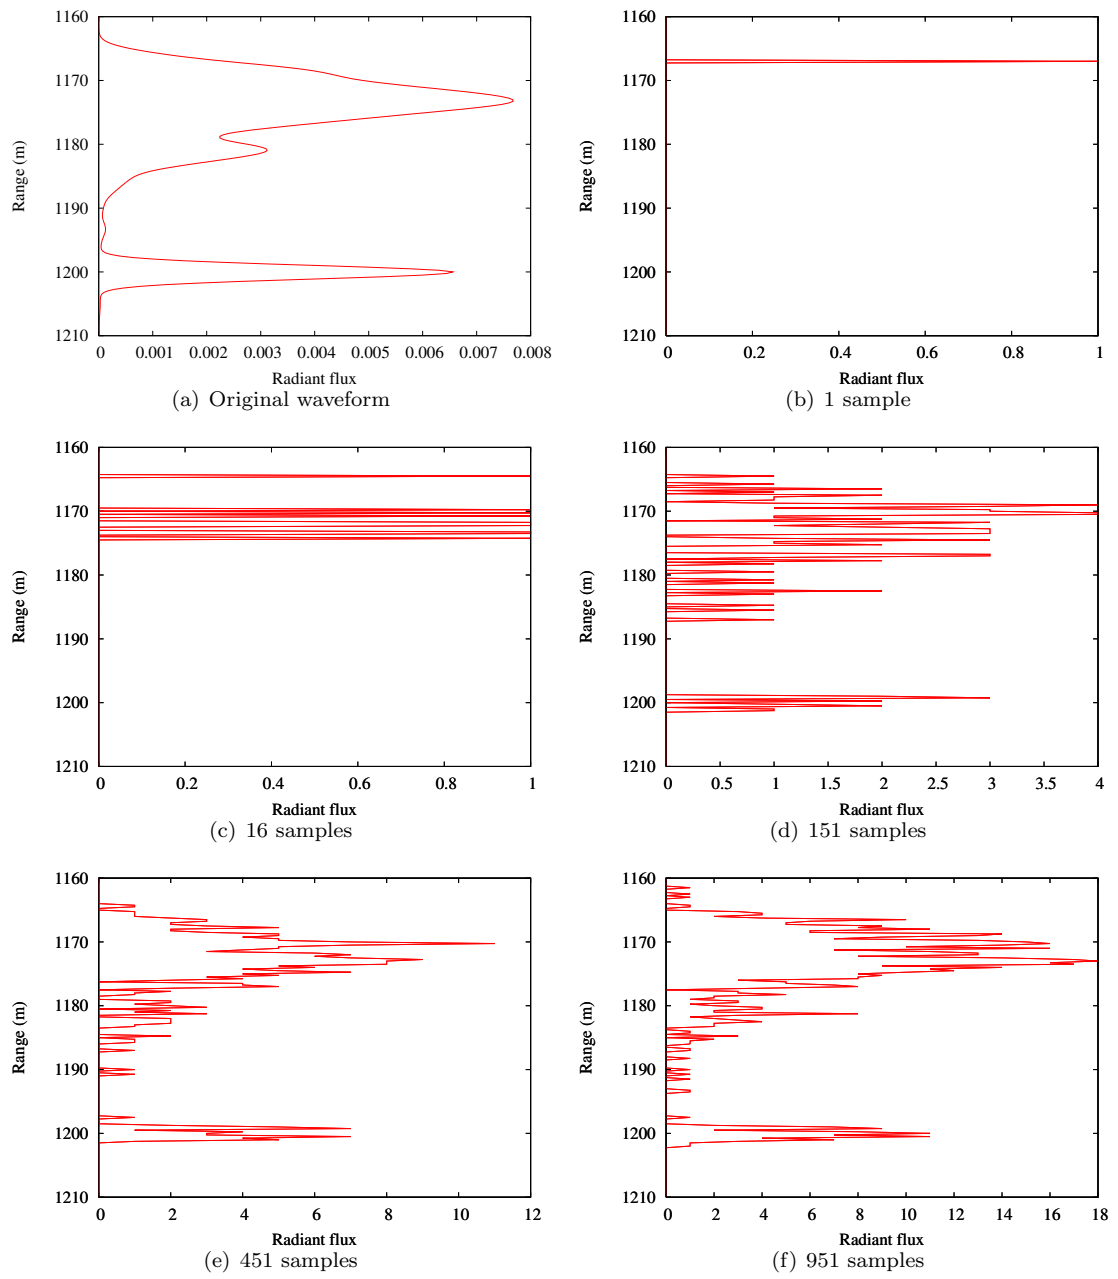 1160
1170
1180
1190
1200
1210
Range (m)
0 0.001 0.002 0.003 0.004 0.005 0.006 0.007 0.008
Radiant flux
(a) Original waveform
1160
1170
1180
1190
1200
1210
Range (m)
0 0.2 0.4 0.6 0.8 1
Radiant flux
(b) 1 sample
1160
1170
1180
1190
1200
1210
Range (m)
0 0.2 0.4 0.6 0.8 1
Radiant flux
(c) 16 samples
1160
1170
1180
1190
1200
1210
Range (m)
0 0.5 1 1.5 2 2.5 3 3.5 4
Radiant flux
(d) 151 samples
1160
1170
1180
1190
1200
1210
Range (m)
0 2 4 6 8 10 12
Radiant flux
(e) 451 samples
1160
1170
1180
1190
1200
1210
Range (m)
0 2 4 6 8 10 12 14 16 18
Radiant flux
(f) 951 samples